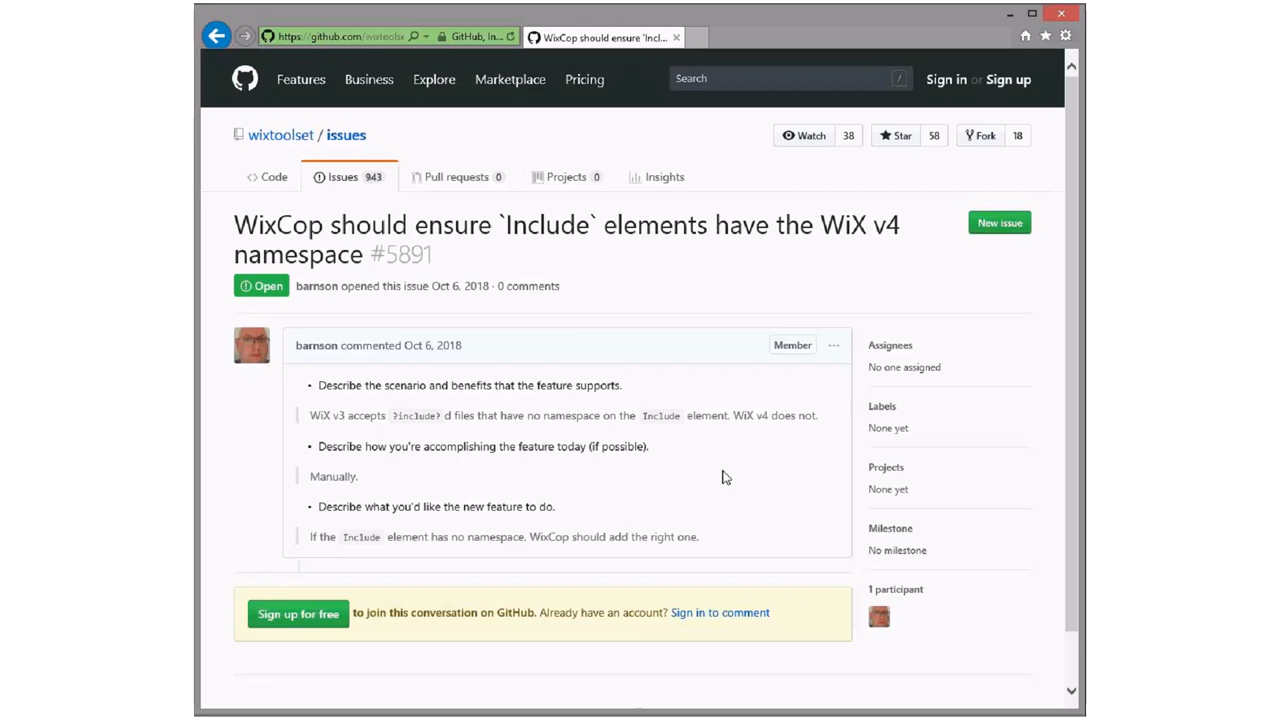 https://github.com/wixtoolse
GitHub, In...
WixCop should ensure `Incl...
Features
Business
Explore
Marketplace
Pricing
Search
/
Sign in or Sign up
wixtoolset / issues
Watch 38
Star 58
Fork 18
Code
Issues 943
Pull requests 0
Projects 0
Insights
WixCop should ensure `Include` elements have the WiX v4
namespace #5891
New issue
Open
barnson opened this issue Oct 6, 2018 · 0 comments
barnson commented Oct 6, 2018
Member
...
• Describe the scenario and benefits that the feature supports.
WiX v3 accepts ?include? d files that have no namespace on the Include element. WiX v4 does not.
• Describe how you're accomplishing the feature today (if possible).
Manually.
• Describe what you'd like the new feature to do.
If the Include element has no namespace, WixCop should add the right one.
Assignees
No one assigned
Labels
None yet
Projects
None yet
Milestone
No milestone
1 participant
Sign up for free to join this conversation on GitHub. Already have an account? Sign in to comment